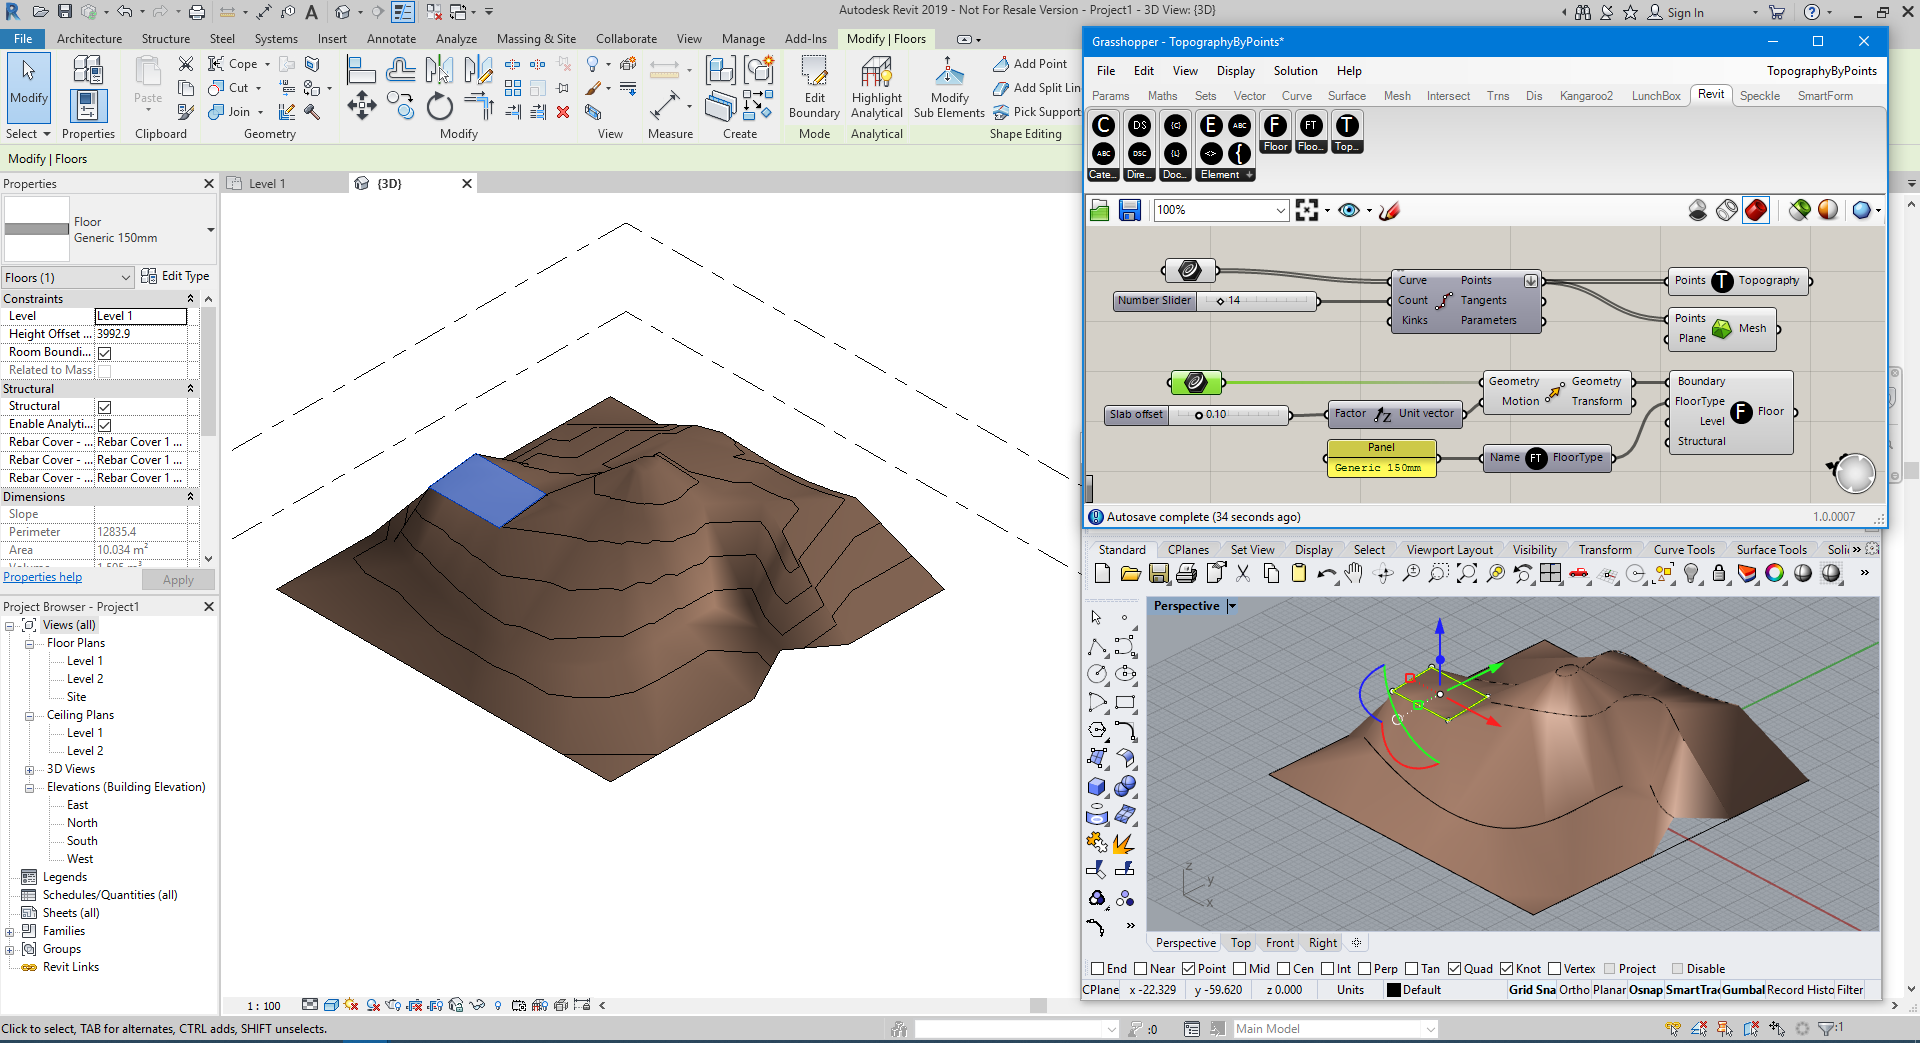 Autodesk Revit 2019 - Not For Resale Version - Project1 - 3D View: {3D}
Sign In
File Architecture Structure Steel Systems Insert Annotate Analyze Massing & Site Collaborate View Manage Add-Ins Modify | Floors
Modify
Paste
Cope
Cut
Join
Edit Boundary
Highlight Analytical
Modify Sub Elements
Add Point
Add Split Lin
Pick Support
Select Properties Clipboard Geometry Modify View Measure Create Mode Analytical Shape Editing
Modify | Floors
Properties
Floor
Generic 150mm
Floors (1) Edit Type
Constraints
Level Level 1
Height Offset ... 3992.9
Room Boundi...
Related to Mass
Structural
Structural
Enable Analyti...
Rebar Cover - ... Rebar Cover 1 ...
Rebar Cover - ... Rebar Cover 1 ...
Rebar Cover - ... Rebar Cover 1 ...
Dimensions
Slope
Perimeter 12835.4
Area 10.034 m²
Properties help Apply
Project Browser - Project1
Views (all)
Floor Plans
Level 1
Level 2
Site
Ceiling Plans
Level 1
Level 2
3D Views
Elevations (Building Elevation)
East
North
South
West
Legends
Schedules/Quantities (all)
Sheets (all)
Families
Groups
Revit Links
Level 1
{3D}
1 : 100
Click to select, TAB for alternates, CTRL adds, SHIFT unselects.
:0
Main Model
:1
Grasshopper - TopographyByPoints*
File Edit View Display Solution Help TopographyByPoints
Params Maths Sets Vector Curve Surface Mesh Intersect Trns Dis Kangaroo2 LunchBox Revit Speckle SmartForm
C DS {C} E ABC F FT T
ABC DSC {L} <> {
Floor Floo... Top...
Cate... Dire... Doc... Element
100%
Number Slider 14
Curve Points
Count Tangents
Kinks Parameters
Points T Topography
Points
Plane
Mesh
Slab offset 0.10
Factor Unit vector
Geometry Geometry
Motion Transform
Panel
Generic 150mm
Name FT FloorType
Boundary
FloorType
Level
Structural
F Floor
Autosave complete (34 seconds ago) 1.0.0007
Standard CPlanes Set View Display Select Viewport Layout Visibility Transform Curve Tools Surface Tools Soli
Perspective
z
y
x
Perspective Top Front Right
End Near Point Mid Cen Int Perp Tan Quad Knot Vertex Project Disable
CPlane x -22.329 y -59.620 z 0.000 Units Default Grid Sna Ortho Planar Osnap SmartTrac Gumbal Record Histo Filter